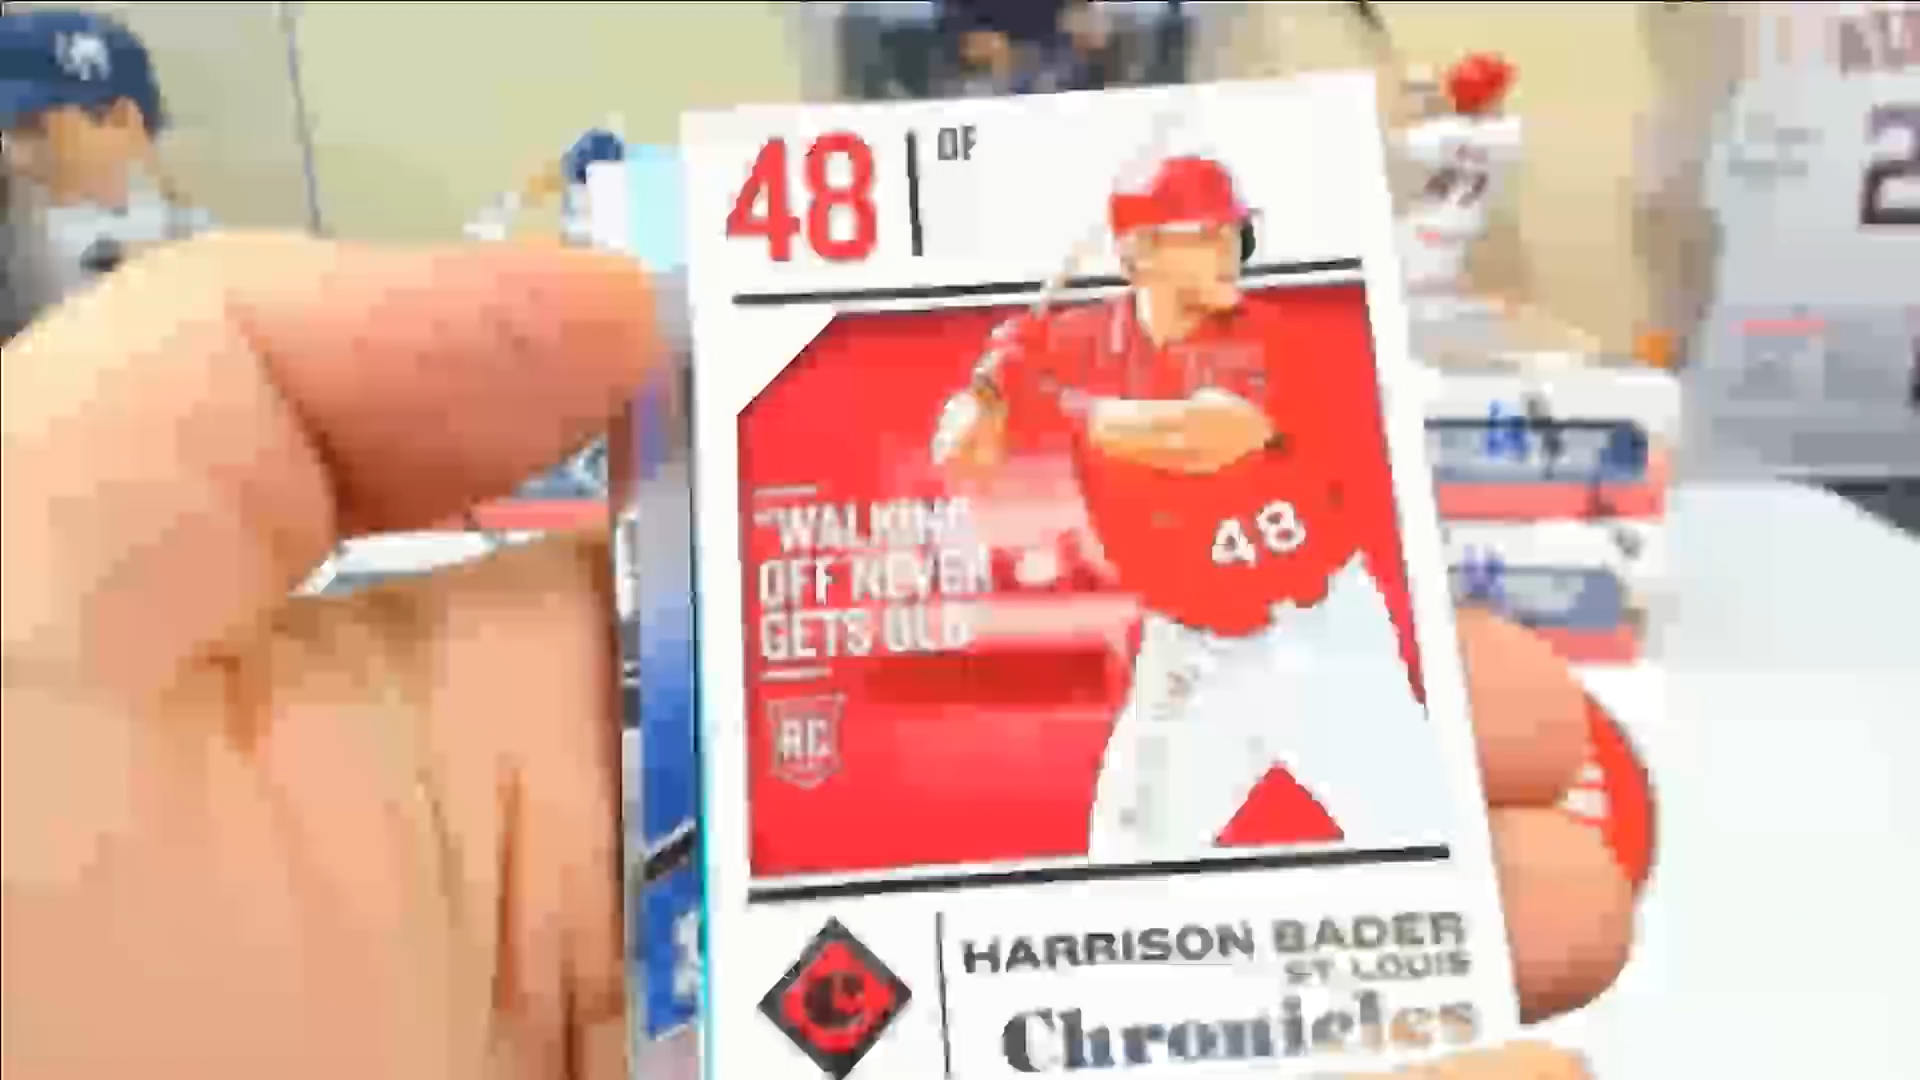 48 OF
"WALKING
OFF NEVER
GETS OLD"
RC
48
HARRISON BADER
ST LOUIS
Chronicles